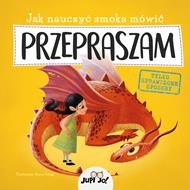 Jak nauczyć smoka mówić
PRZEPRASZAM
TYLKO
SPRAWDZONE
SPOSOBY
JUPI JO!